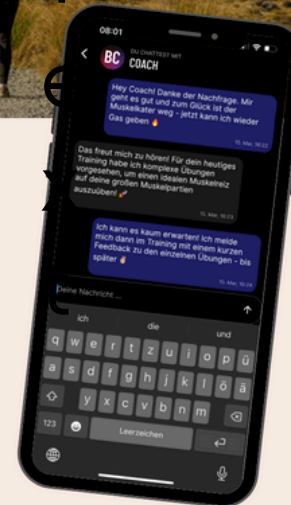 08:01
BC
DU CHATTEST MIT
COACH
Hey Coach! Danke der Nachfrage. Mir
geht es gut und zum Glück ist der
Muskelkater weg - jetzt kann ich wieder
Gas geben 🔥
15. Mar, 16:22
Das freut mich zu hören! Für dein heutiges
Training habe ich komplexe Übungen
vorgesehen, um einen idealen Muskelreiz
auf deine großen Muskelpartien
auszuüben! 🚀
15. Mar, 16:23
Ich kann es kaum erwarten! Ich melde
mich dann im Training mit einem kurzen
Feedback zu den einzelnen Übungen - bis
später ✌
15. Mar, 16:24
Deine Nachricht ...
ich die und
q w e r t z u i o p ü
a s d f g h j k l ö ä
y x c v b n m
123 Leerzeichen